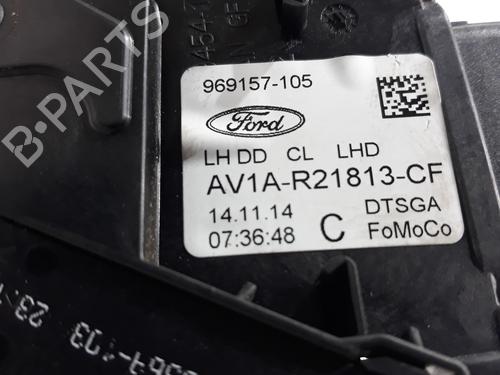 969157-105
Ford
LH DD CL LHD
AV1A-R21813-CF
14.11.14 DTSGA
07:36:48 C FoMoCo
B-PARTS